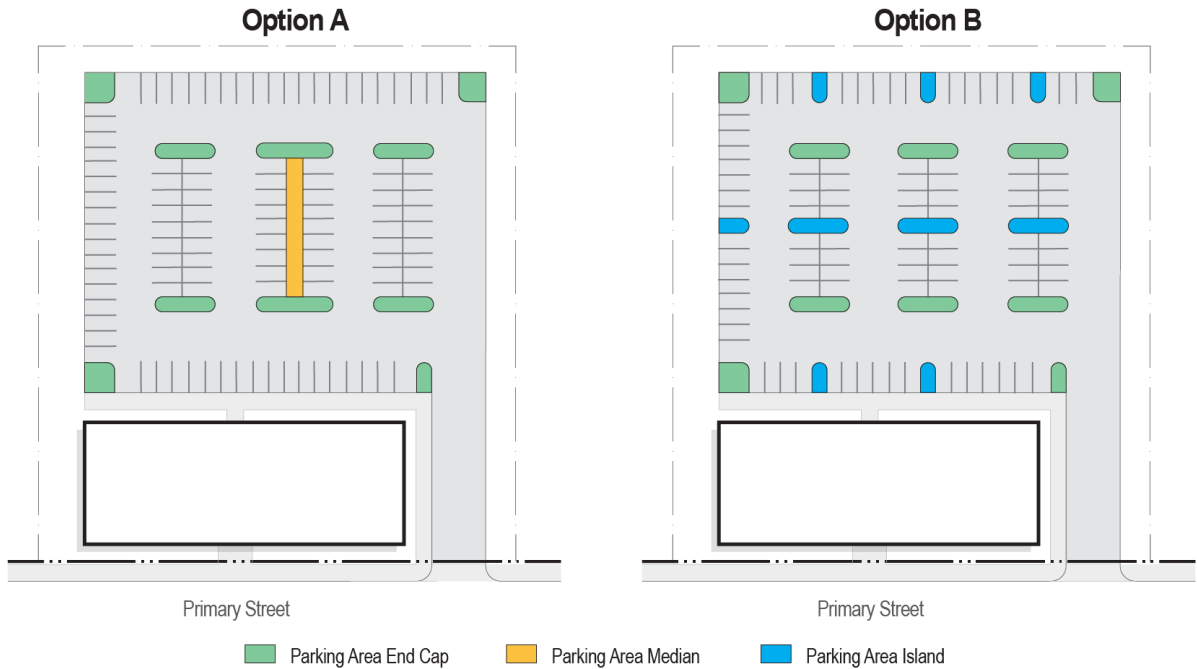 Option A
Option B
Primary Street
Primary Street
Parking Area End Cap
Parking Area Median
Parking Area Island